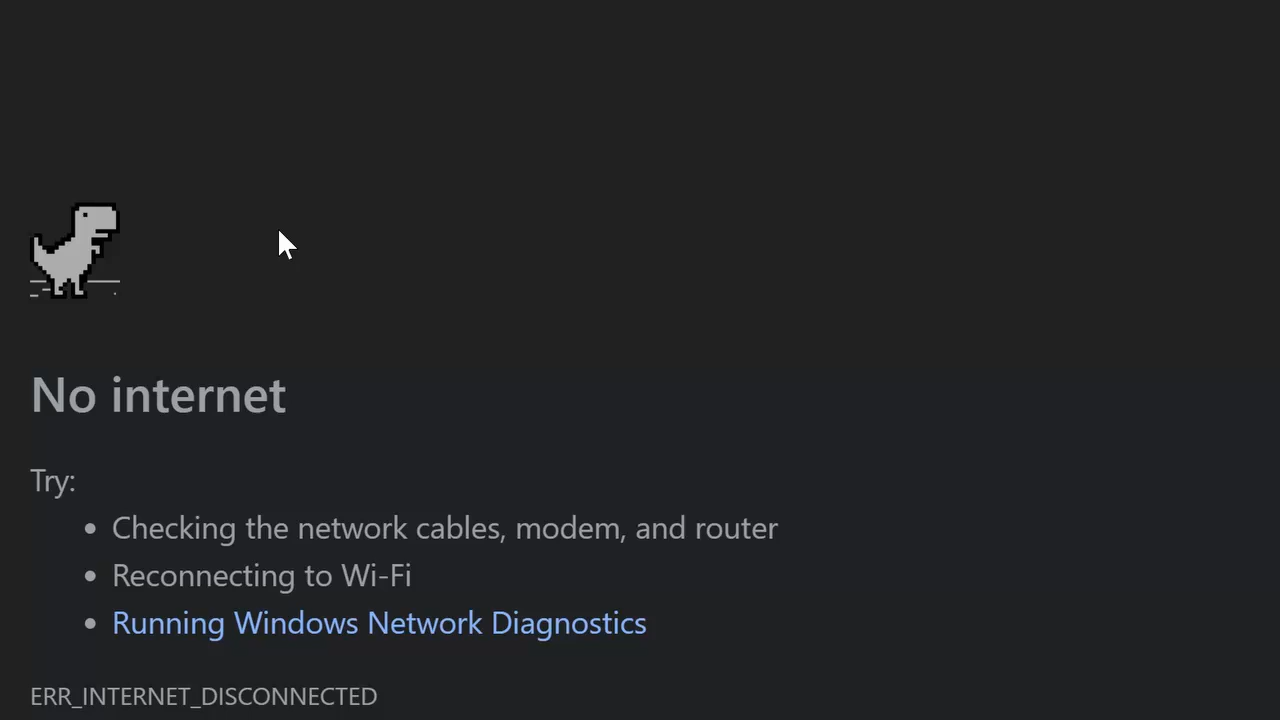 No internet
Try:
Checking the network cables, modem, and router
Reconnecting to Wi-Fi
Running Windows Network Diagnostics
ERR_INTERNET_DISCONNECTED